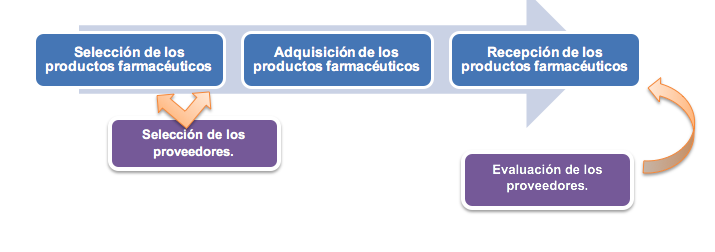 Selección de los
productos farmacéuticos
Adquisición de los
productos farmacéuticos
Recepción de los
productos farmacéuticos
Selección de los
proveedores.
Evaluación de los
proveedores.